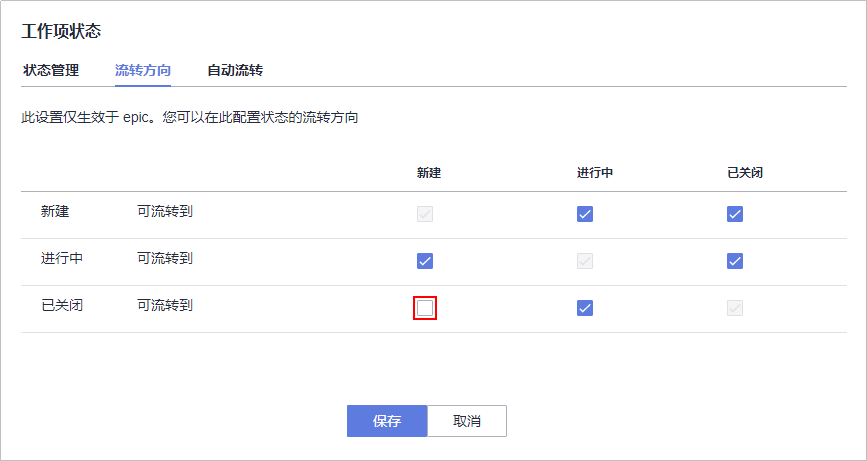 工作项状态
状态管理 流转方向 自动流转
此设置仅生效于 epic。您可以在此配置状态的流转方向
新建 进行中 已关闭
新建 可流转到
进行中 可流转到
已关闭 可流转到
保存 取消